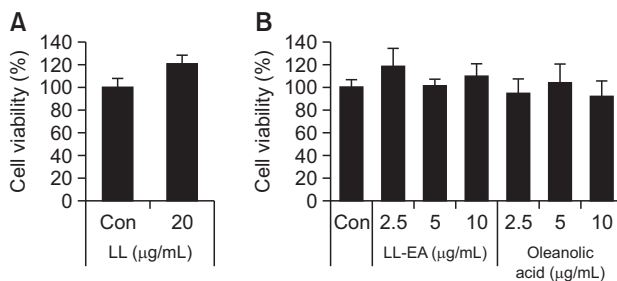 A
Cell viability (%)
140
120
100
80
60
40
20
0
Con 20
LL (μg/mL)
B
Cell viability (%)
140
120
100
80
60
40
20
0
Con 2.5 5 10 2.5 5 10
LL-EA (μg/mL) Oleanolic
acid (μg/mL)